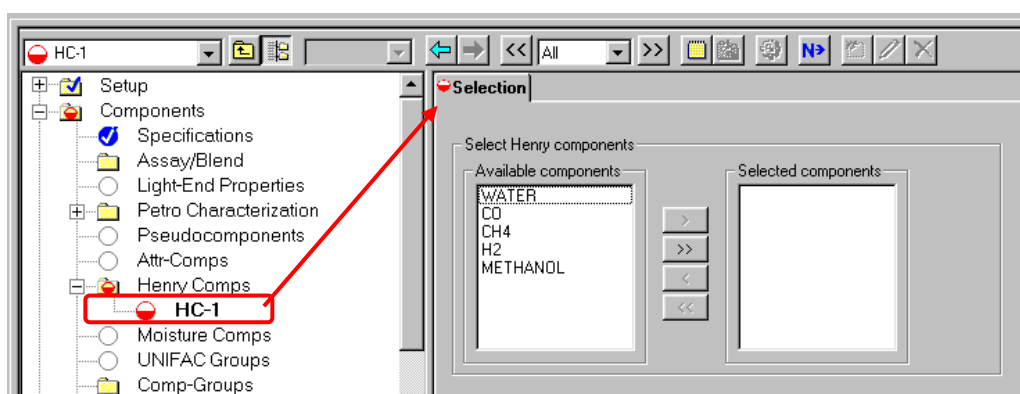 HC-1
<< All >> N>
Setup
Components
Specifications
Assay/Blend
Light-End Properties
Petro Characterization
Pseudocomponents
Attr-Comps
Henry Comps
HC-1
Moisture Comps
UNIFAC Groups
Comp-Groups
Selection
Select Henry components
Available components
WATER
CO
CH4
H2
METHANOL
>
>>
<
<<
Selected components